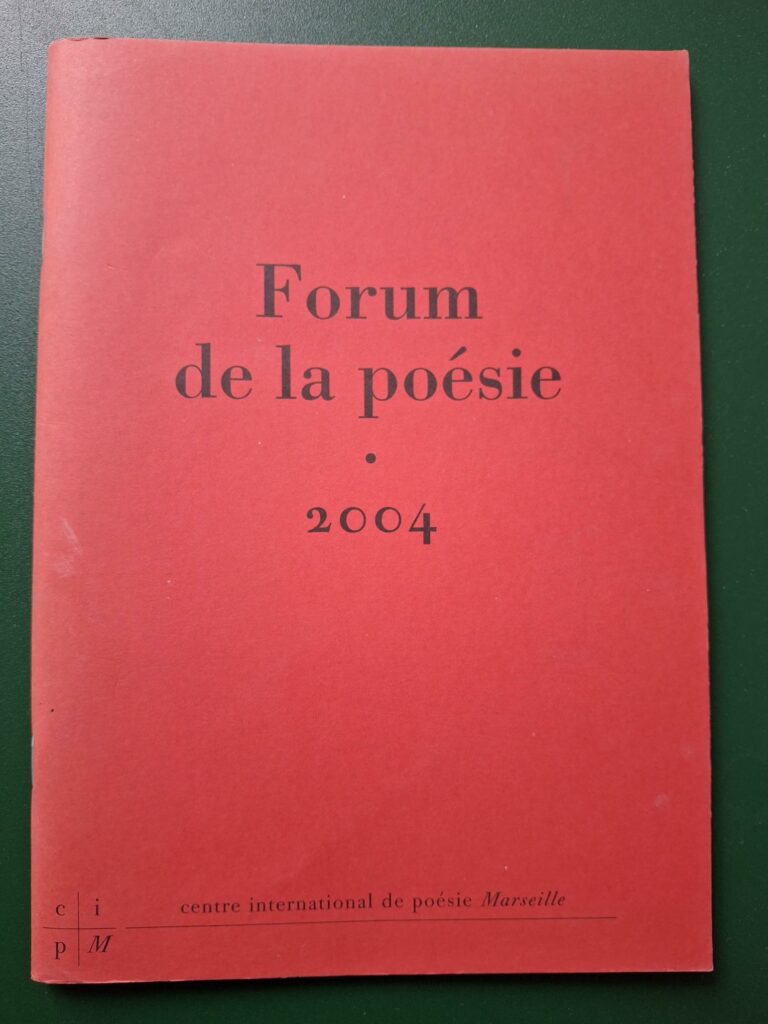 Forum
de la poésie
•
2004
c i
p M
centre international de poésie Marseille